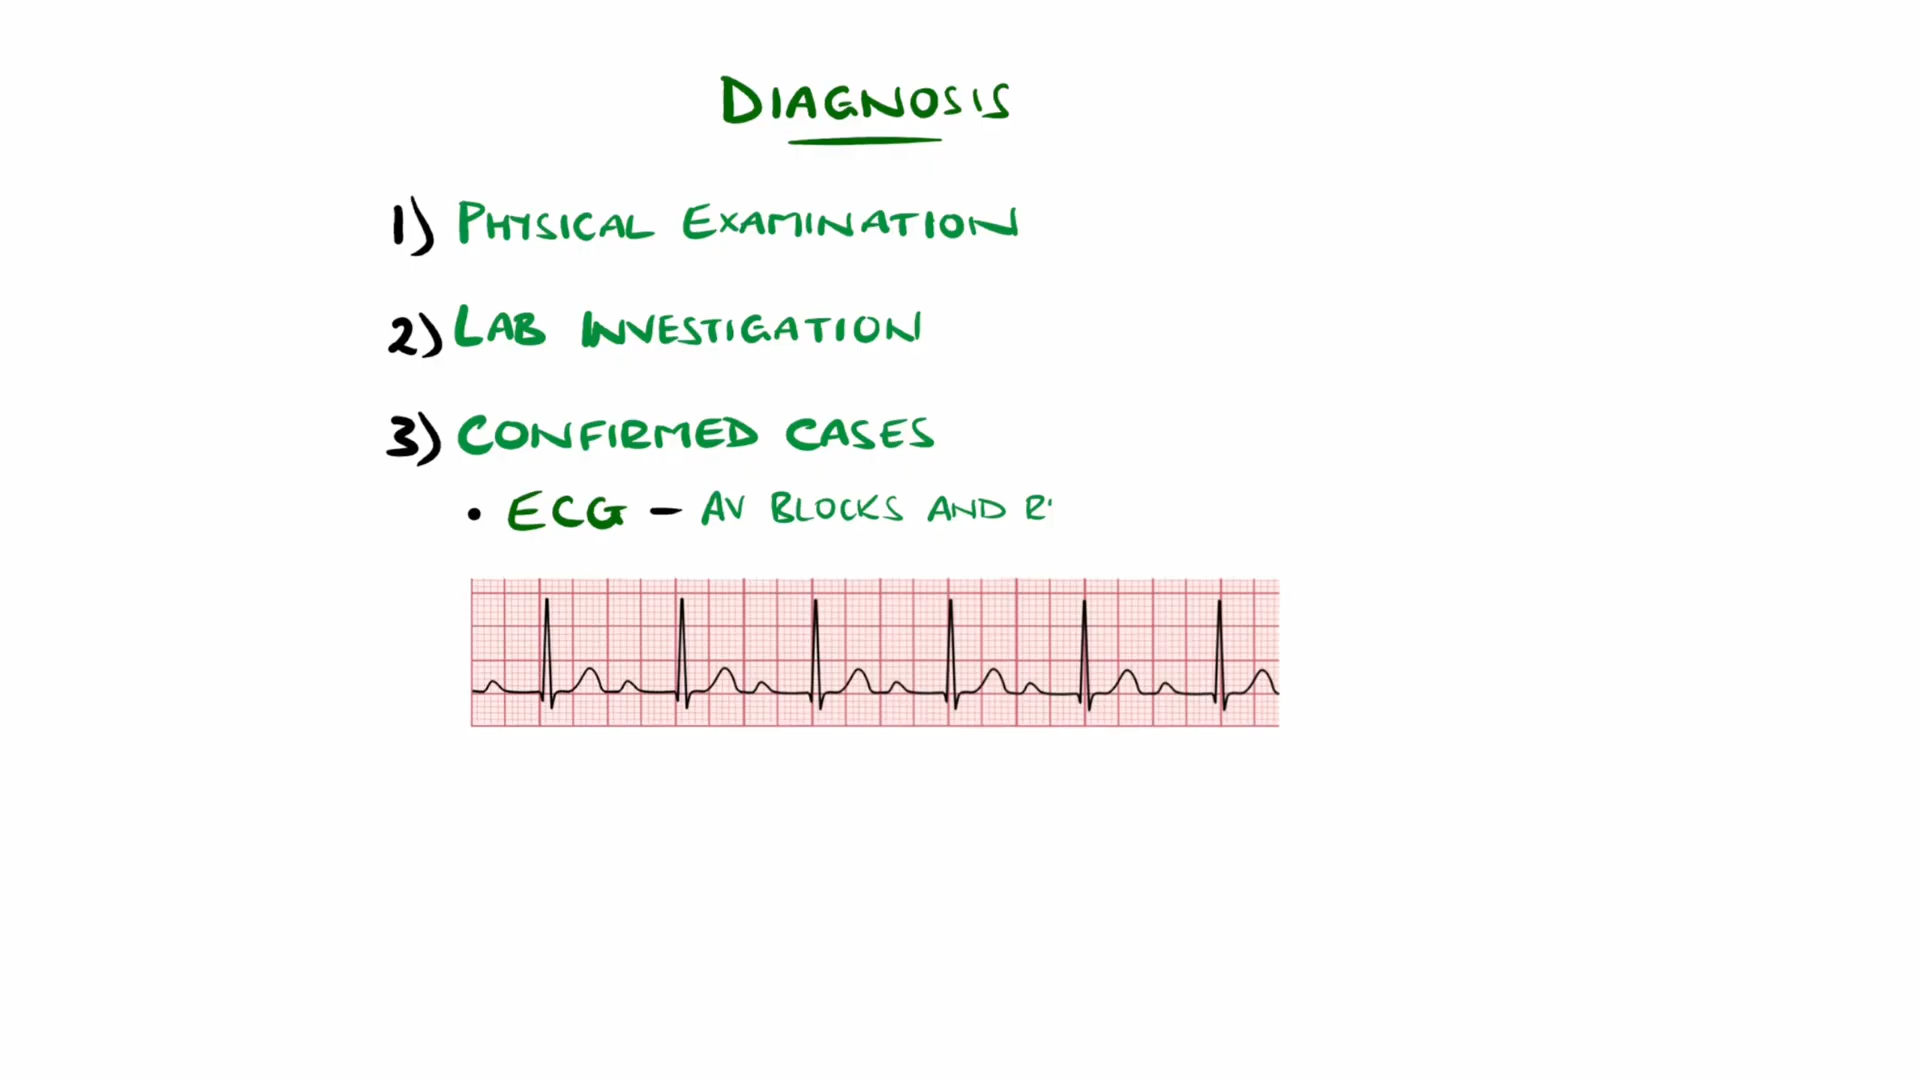 DIAGNOSIS
1) PHYSICAL EXAMINATION
2) LAB INVESTIGATION
3) CONFIRMED CASES
• ECG – AV BLOCKS AND